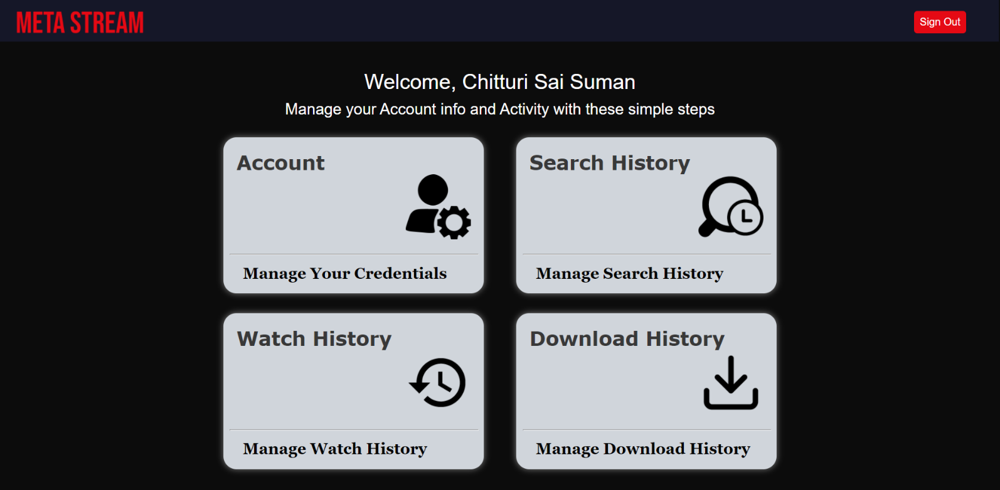 META STREAM
Sign Out
Welcome, Chitturi Sai Suman
Manage your Account info and Activity with these simple steps
Account
Manage Your Credentials
Search History
Manage Search History
Watch History
Manage Watch History
Download History
Manage Download History